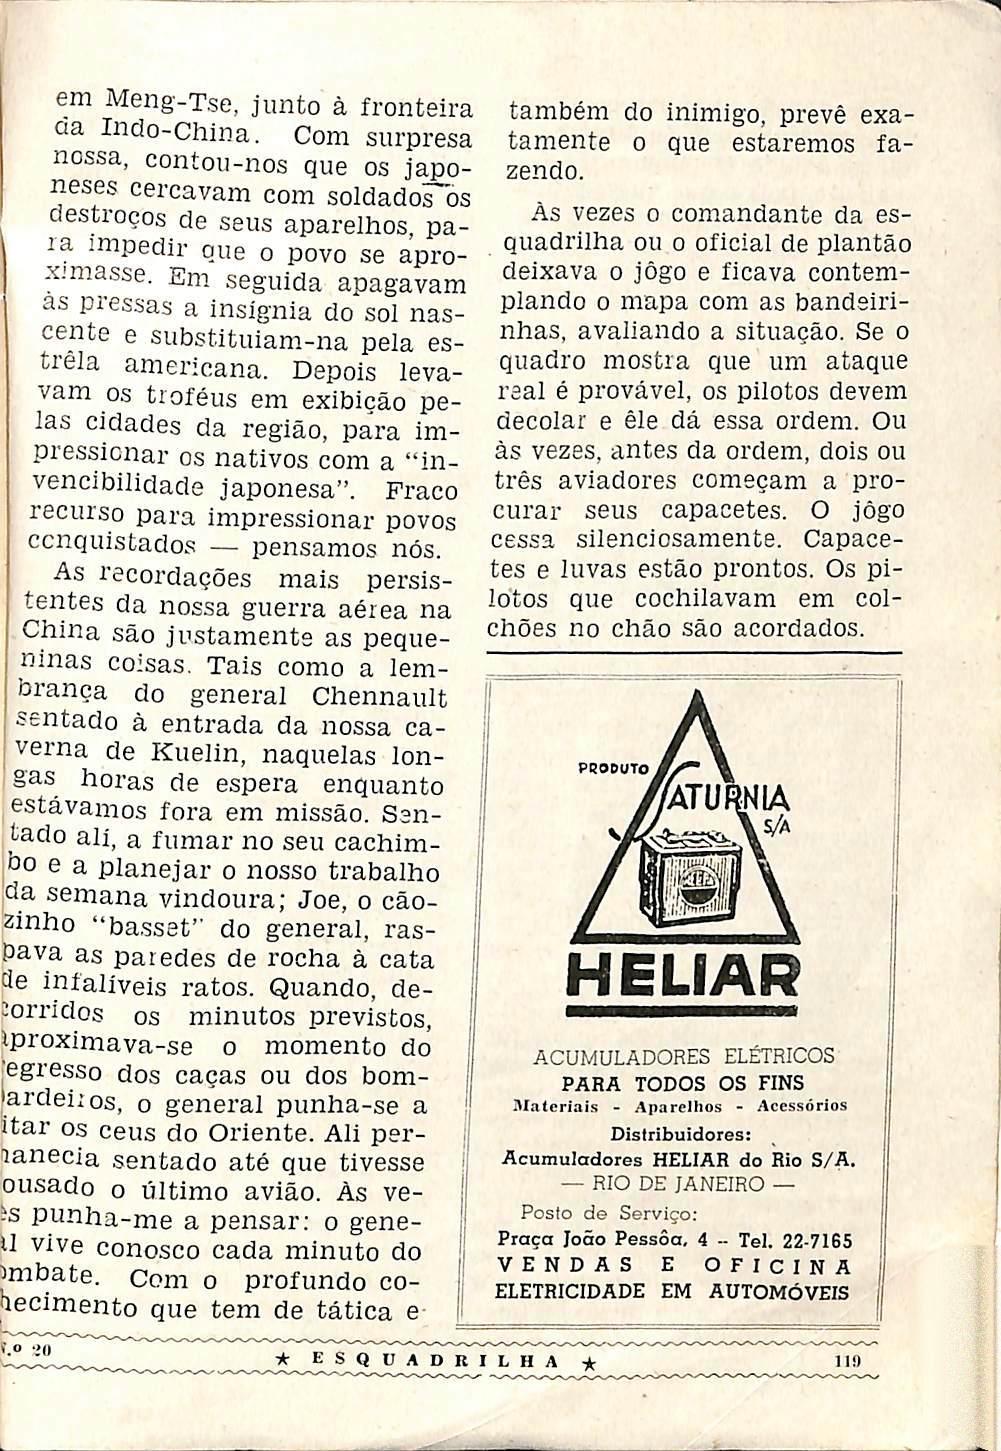 em Meng-Tse, junto à fronteira
da Indo-China. Com surpresa
nossa, contou-nos que os japo-
neses cercavam com soldados os
destroços de seus aparelhos, pa-
ra impedir que o povo se apro-
ximasse. Em seguida apagavam
às pressas a insígnia do sol nas-
cente e substituiam-na pela es-
trêla americana. Depois leva-
vam os troféus em exibição pe-
las cidades da região, para im-
pressionar os nativos com a “in-
vencibilidade japonesa”. Fraco
recurso para impressionar povos
conquistados — pensamos nós.
As recordações mais persis-
tentes da nossa guerra aérea na
China são justamente as peque-
ninas coisas. Tais como a lem-
brança do general Chennault
sentado à entrada da nossa ca-
verna de Kuelin, naquelas lon-
gas horas de espera enquanto
estávamos fora em missão. Sen-
tado alí, a fumar no seu cachim-
bo e a planejar o nosso trabalho
da semana vindoura; Joe, o cão-
zinho “basset” do general, ras-
pava as paredes de rocha à cata
de infalíveis ratos. Quando, de-
corridos os minutos previstos,
aproximava-se o momento do
regresso dos caças ou dos bom-
ardeiros, o general punha-se a
itar os ceus do Oriente. Ali per-
anecia sentado até que tivesse
ousado o último avião. Às ve-
es punha-me a pensar: o gene-
al vive conosco cada minuto do
ombate. Com o profundo co-
hecimento que tem de tática e
também do inimigo, prevê exa-
tamente o que estaremos fa-
zendo.
Às vezes o comandante da es-
quadrilha ou o oficial de plantão
deixava o jôgo e ficava contem-
plando o mapa com as bandeiri-
nhas, avaliando a situação. Se o
quadro mostra que um ataque
real é provável, os pilotos devem
decolar e êle dá essa ordem. Ou
às vezes, antes da ordem, dois ou
três aviadores começam a pro-
curar seus capacetes. O jôgo
cessa silenciosamente. Capace-
tes e luvas estão prontos. Os pi-
lotos que cochilavam em col-
chões no chão são acordados.
PRODUTO
SATURNIA
S/A
HELIAR
ACUMULADORES ELÉTRICOS
PARA TODOS OS FINS
Materiais - Aparelhos - Acessórios
Distribuidores:
Acumuladores HELIAR do Rio S/A.
— RIO DE JANEIRO —
Posto de Serviço:
Praça João Pessôa, 4 -- Tel. 22-7165
VENDAS E OFICINA
ELETRICIDADE EM AUTOMÓVEIS
N.º 20 ★ ESQUADRILHA ★ 119